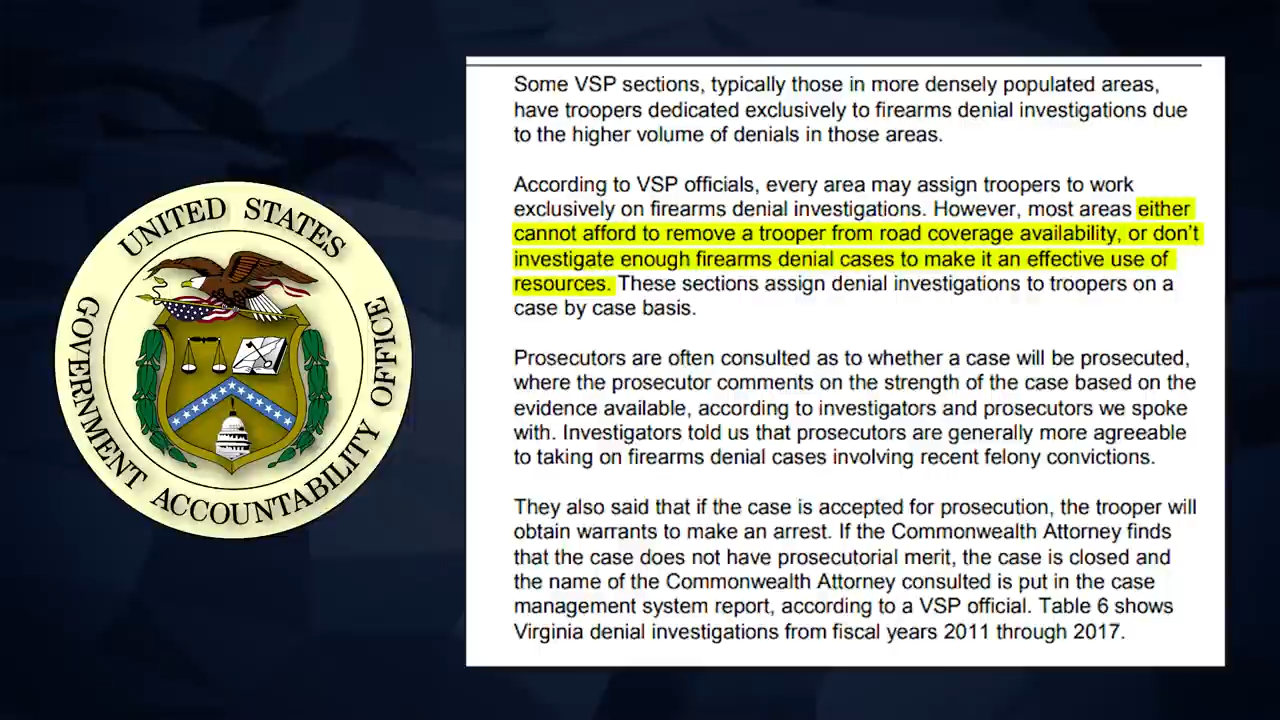 UNITED STATES
GOVERNMENT ACCOUNTABILITY OFFICE
Some VSP sections, typically those in more densely populated areas,
have troopers dedicated exclusively to firearms denial investigations due
to the higher volume of denials in those areas.
According to VSP officials, every area may assign troopers to work
exclusively on firearms denial investigations. However, most areas either
cannot afford to remove a trooper from road coverage availability, or don't
investigate enough firearms denial cases to make it an effective use of
resources. These sections assign denial investigations to troopers on a
case by case basis.
Prosecutors are often consulted as to whether a case will be prosecuted,
where the prosecutor comments on the strength of the case based on the
evidence available, according to investigators and prosecutors we spoke
with. Investigators told us that prosecutors are generally more agreeable
to taking on firearms denial cases involving recent felony convictions.
They also said that if the case is accepted for prosecution, the trooper will
obtain warrants to make an arrest. If the Commonwealth Attorney finds
that the case does not have prosecutorial merit, the case is closed and
the name of the Commonwealth Attorney consulted is put in the case
management system report, according to a VSP official. Table 6 shows
Virginia denial investigations from fiscal years 2011 through 2017.